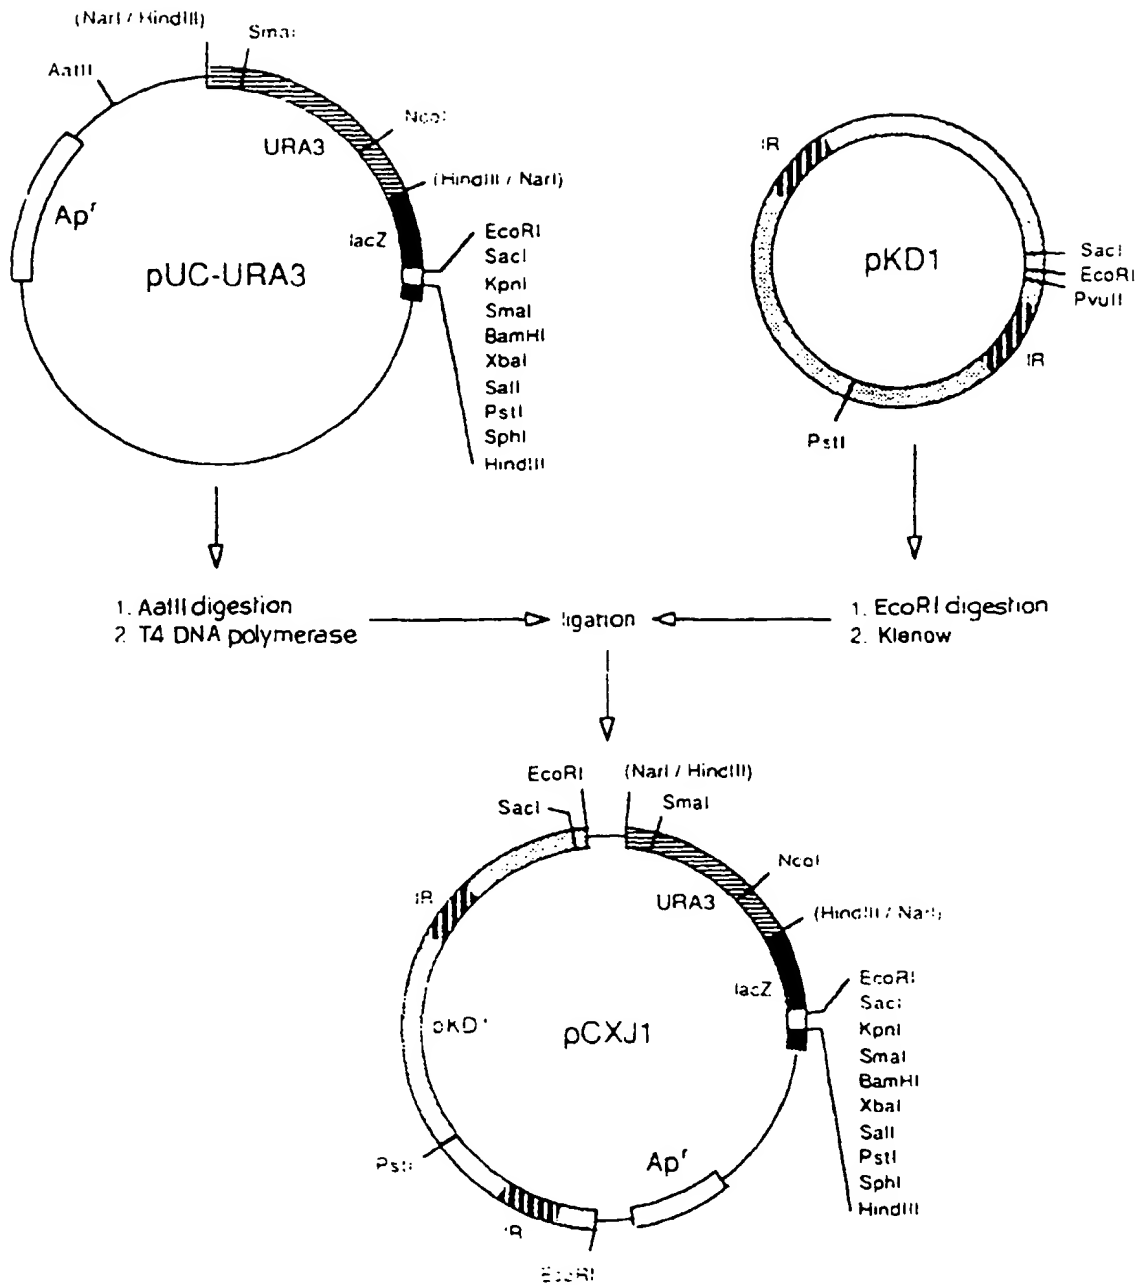 (NarI / HindIII)
SmaI
AatII
NcoI
URA3
(HindIII / NarI)
Apʳ
lacZ
pUC-URA3
EcoRI
SacI
KpnI
SmaI
BamHI
XbaI
SalI
PstI
SphI
HindIII
IR
pKD1
SacI
EcoRI
PvuII
IR
PstI
1. AatII digestion
2. T4 DNA polymerase
ligation
1. EcoRI digestion
2. Klenow
EcoRI
(NarI / HindIII)
SacI
SmaI
NcoI
IR
URA3
(HindIII / NarI)
lacZ
pKD1
pCXJ1
EcoRI
SacI
KpnI
SmaI
BamHI
XbaI
SalI
PstI
SphI
HindIII
PstI
Apʳ
IR
EcoRI